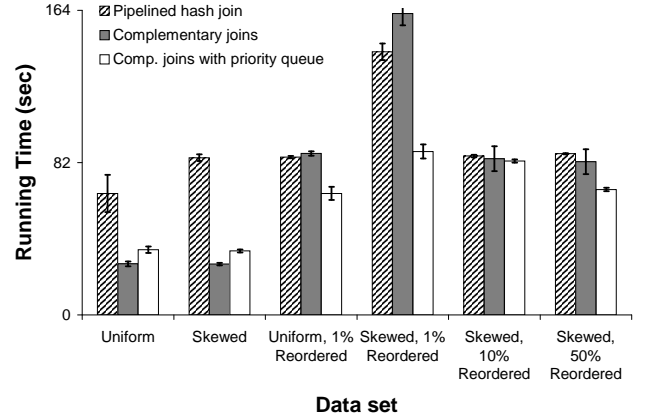 164
Pipelined hash join
Complementary joins
Comp. joins with priority queue
Running Time (sec)
82
0
Uniform
Skewed
Uniform, 1%
Reordered
Skewed, 1%
Reordered
Skewed,
10%
Reordered
Skewed,
50%
Reordered
Data set